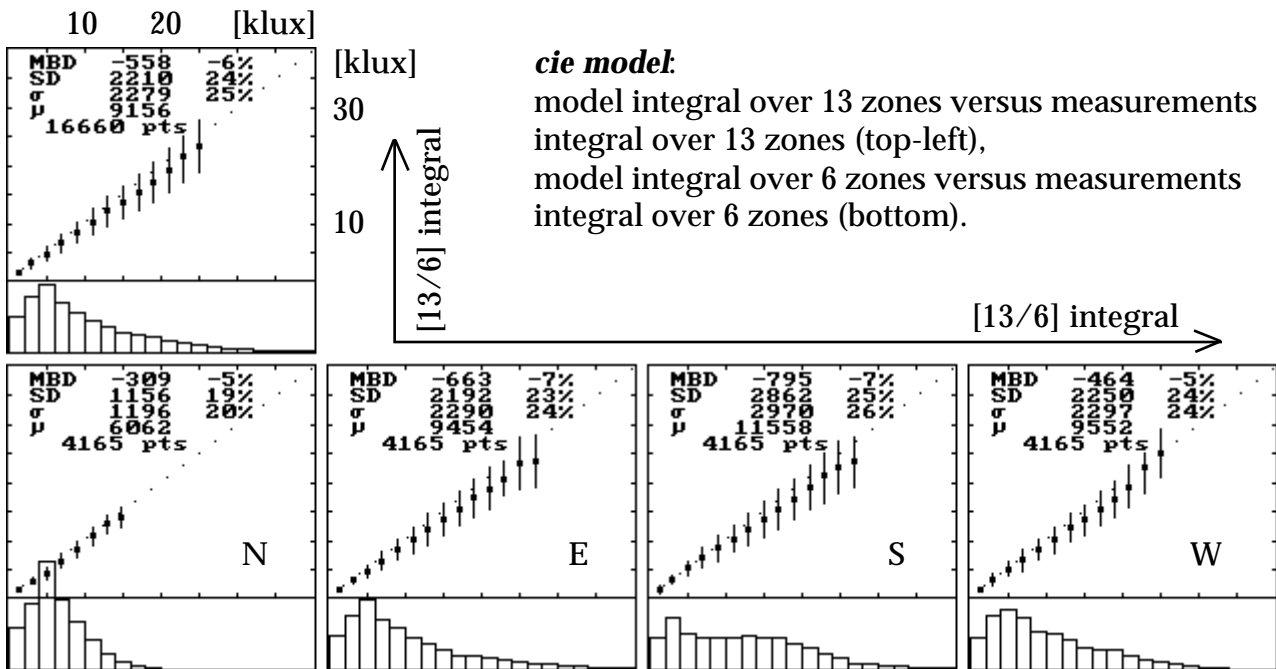 10 20 [klux]
MBD -558 -6%
SD 2210 24%
σ 2279 25%
μ 9156
16660 pts
[klux]
30
10
[13/6] integral
cie model:
model integral over 13 zones versus measurements
integral over 13 zones (top-left),
model integral over 6 zones versus measurements
integral over 6 zones (bottom).
[13/6] integral
MBD -309 -5%
SD 1156 19%
σ 1196 20%
μ 6062
4165 pts
N
MBD -663 -7%
SD 2192 23%
σ 2290 24%
μ 9454
4165 pts
E
MBD -795 -7%
SD 2862 25%
σ 2970 26%
μ 11558
4165 pts
S
MBD -464 -5%
SD 2250 24%
σ 2297 24%
μ 9552
4165 pts
W